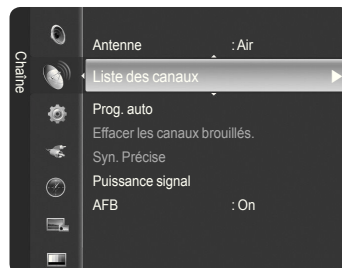 Chaîne
Antenne : Air
Liste des canaux
Prog. auto
Effacer les canaux brouillés.
Syn. Précise
Puissance signal
AFB : On